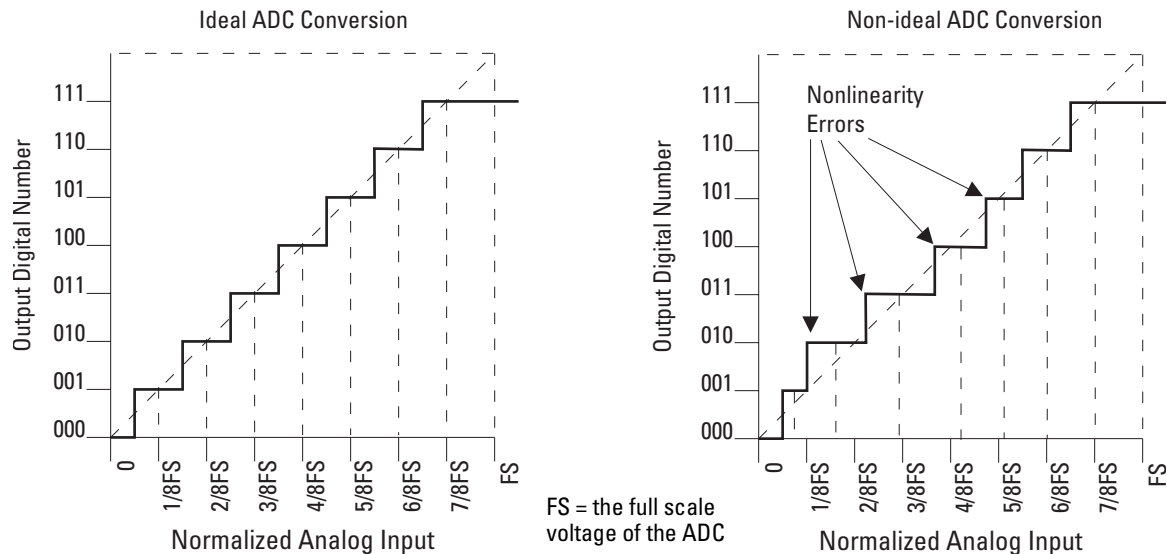 Ideal ADC Conversion
Output Digital Number
111
110
101
100
011
010
001
000
0
1/8FS
2/8FS
3/8FS
4/8FS
5/8FS
6/8FS
7/8FS
FS
Normalized Analog Input
FS = the full scale
voltage of the ADC
Non-ideal ADC Conversion
Nonlinearity
Errors
Output Digital Number
111
110
101
100
011
010
001
000
0
1/8FS
2/8FS
3/8FS
4/8FS
5/8FS
6/8FS
7/8FS
FS
Normalized Analog Input